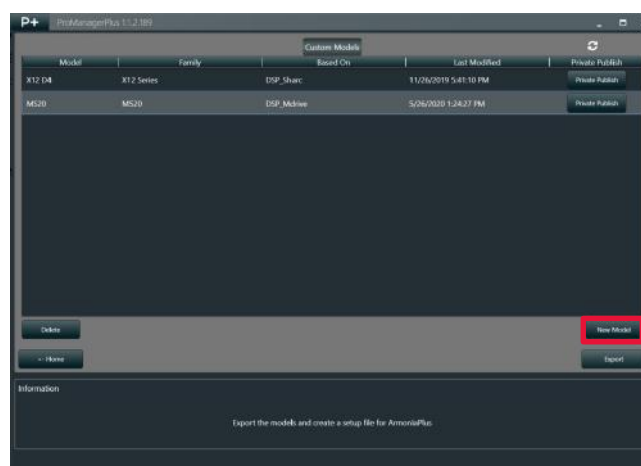 P+ ProManagerPlus 1.1.2.189
Custom Models
Model Family Based On Last Modified Private Publish
X12 D4 X12 Series DSP_Sharc 11/26/2019 5:41:10 PM Private Publish
MS20 MS20 DSP_Mdrive 5/26/2020 1:24:27 PM Private Publish
Delete New Model
Home Export
Information
Export the models and create a setup file for ArmoniaPlus